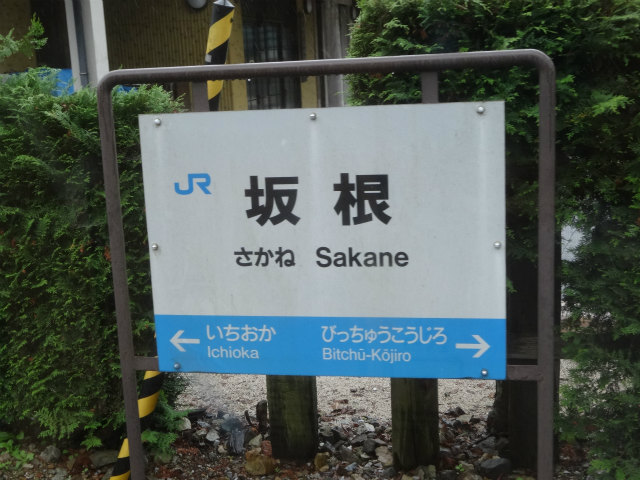 JR
坂根
さかね Sakane
← いちおか びっちゅうこうじろ →
Ichioka Bitchū-Kōjiro